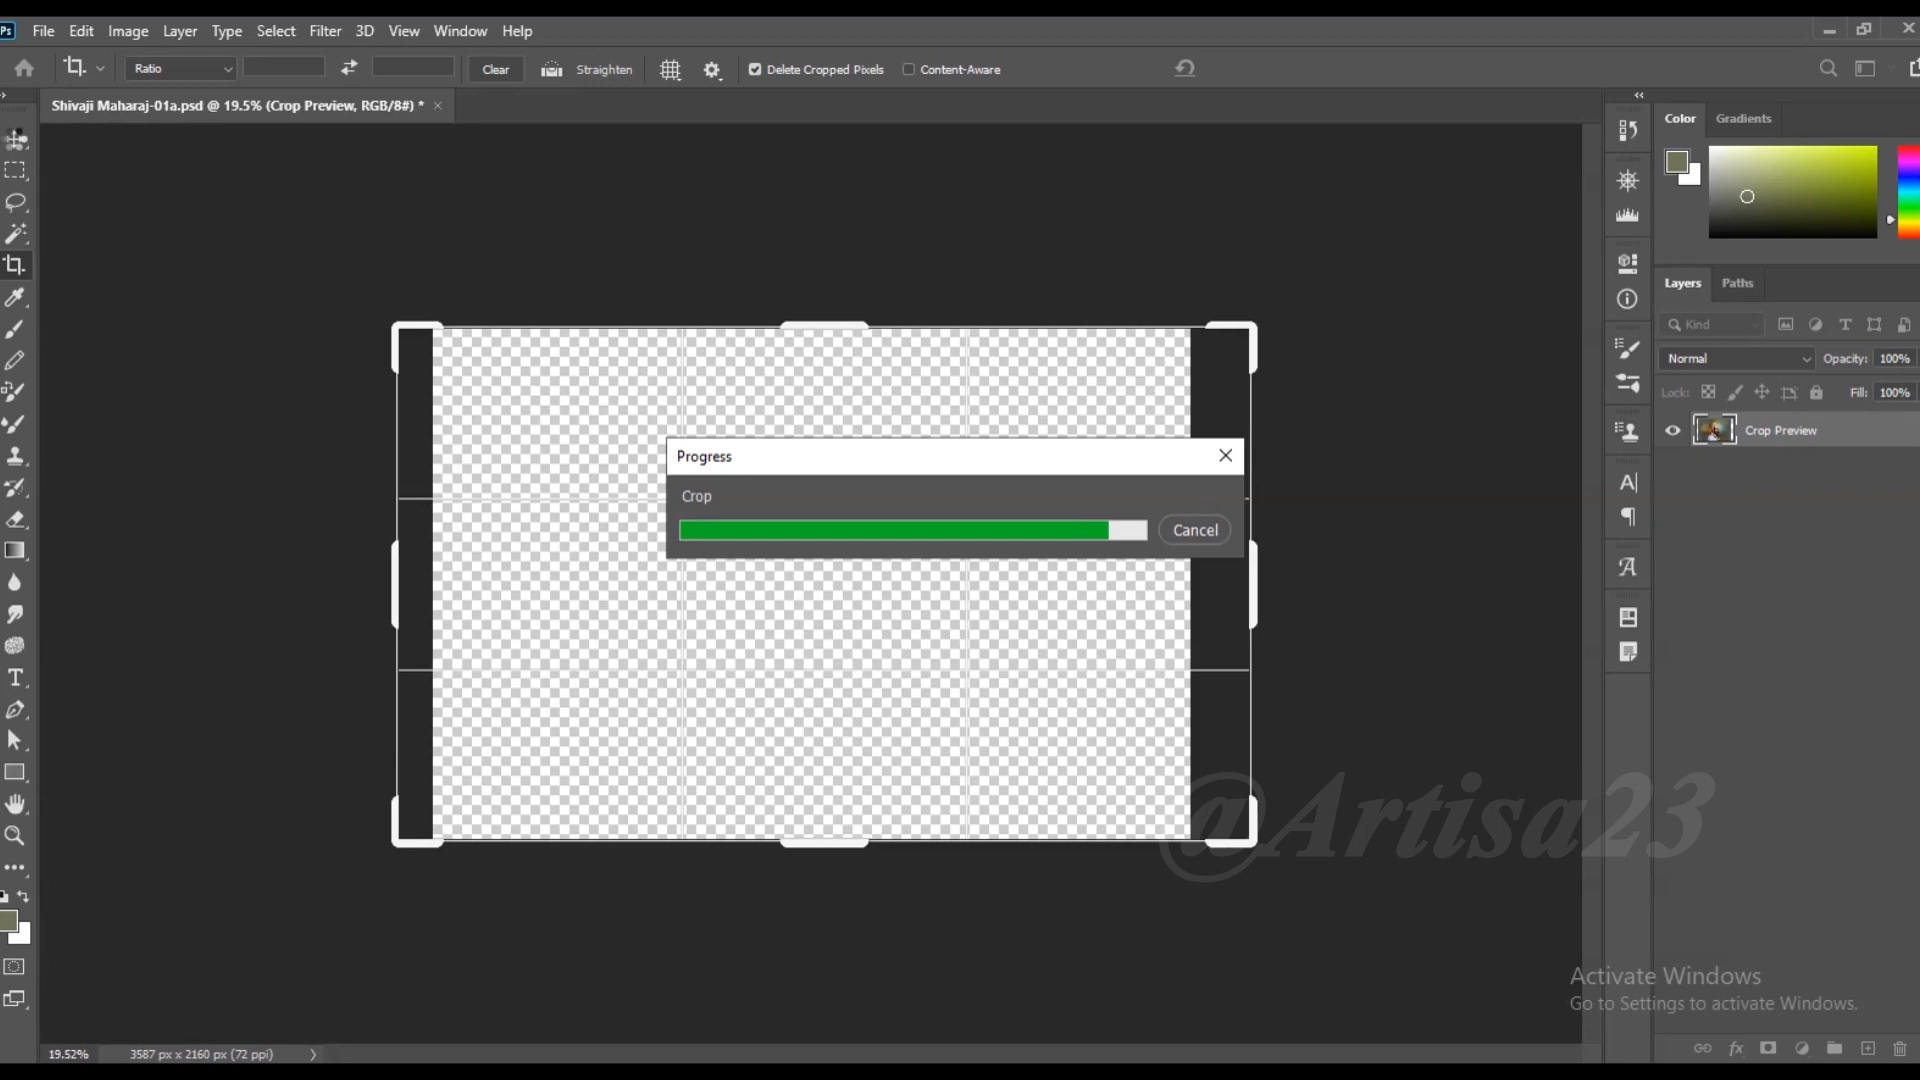 Ps File Edit Image Layer Type Select Filter 3D View Window Help
Ratio Clear Straighten Delete Cropped Pixels Content-Aware
Shivaji Maharaj-01a.psd @ 19.5% (Crop Preview, RGB/8#) *
Color Gradients
Layers Paths
Kind
Normal Opacity: 100%
Lock: Fill: 100%
Crop Preview
Progress
Crop
Cancel
@Artisa23
Activate Windows
Go to Settings to activate Windows.
19.52% 3587 px x 2160 px (72 ppi)